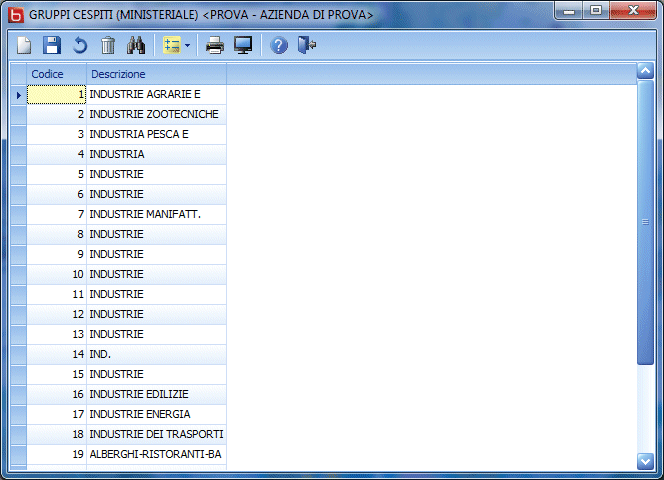 GRUPPI CESPITI (MINISTERIALE) <PROVA - AZIENDA DI PROVA>
Codice Descrizione
1 INDUSTRIE AGRARIE E
2 INDUSTRIE ZOOTECNICHE
3 INDUSTRIA PESCA E
4 INDUSTRIA
5 INDUSTRIE
6 INDUSTRIE
7 INDUSTRIE MANIFATT.
8 INDUSTRIE
9 INDUSTRIE
10 INDUSTRIE
11 INDUSTRIE
12 INDUSTRIE
13 INDUSTRIE
14 IND.
15 INDUSTRIE
16 INDUSTRIE EDILIZIE
17 INDUSTRIE ENERGIA
18 INDUSTRIE DEI TRASPORTI
19 ALBERGHI-RISTORANTI-BA